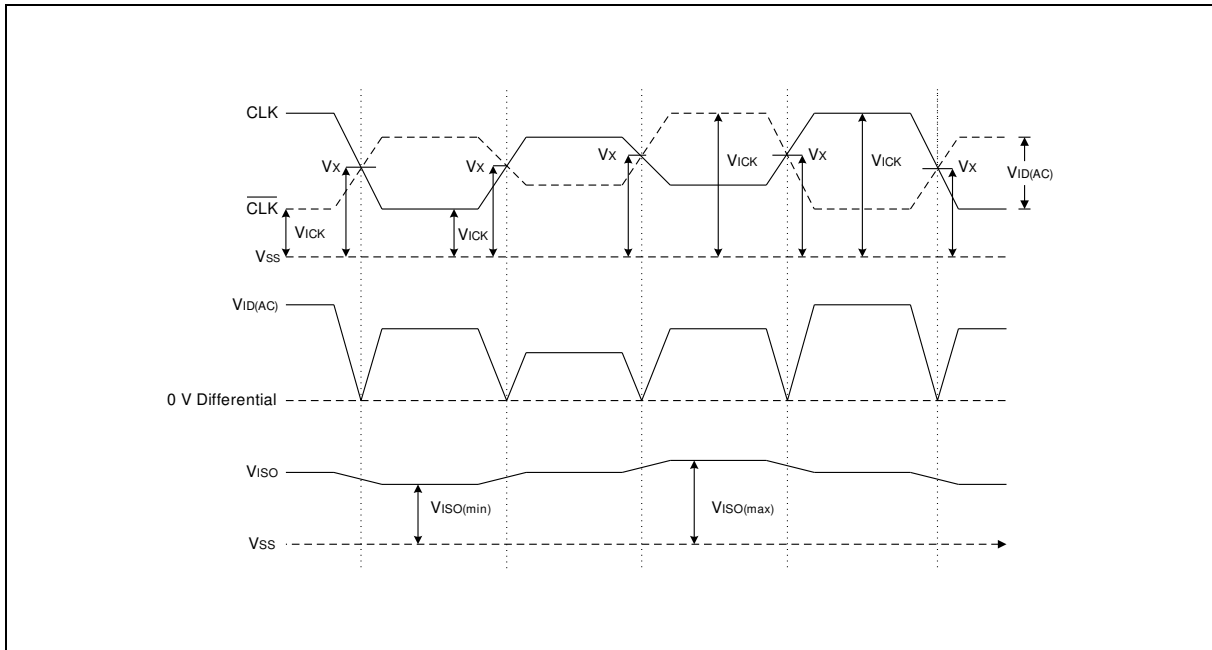 CLK
VX
VX
VX
VICK
VX
VICK
VX
VID(AC)
C̅L̅K̅
VICK
VICK
VSS
VID(AC)
0 V Differential
VISO
VISO(min)
VISO(max)
VSS